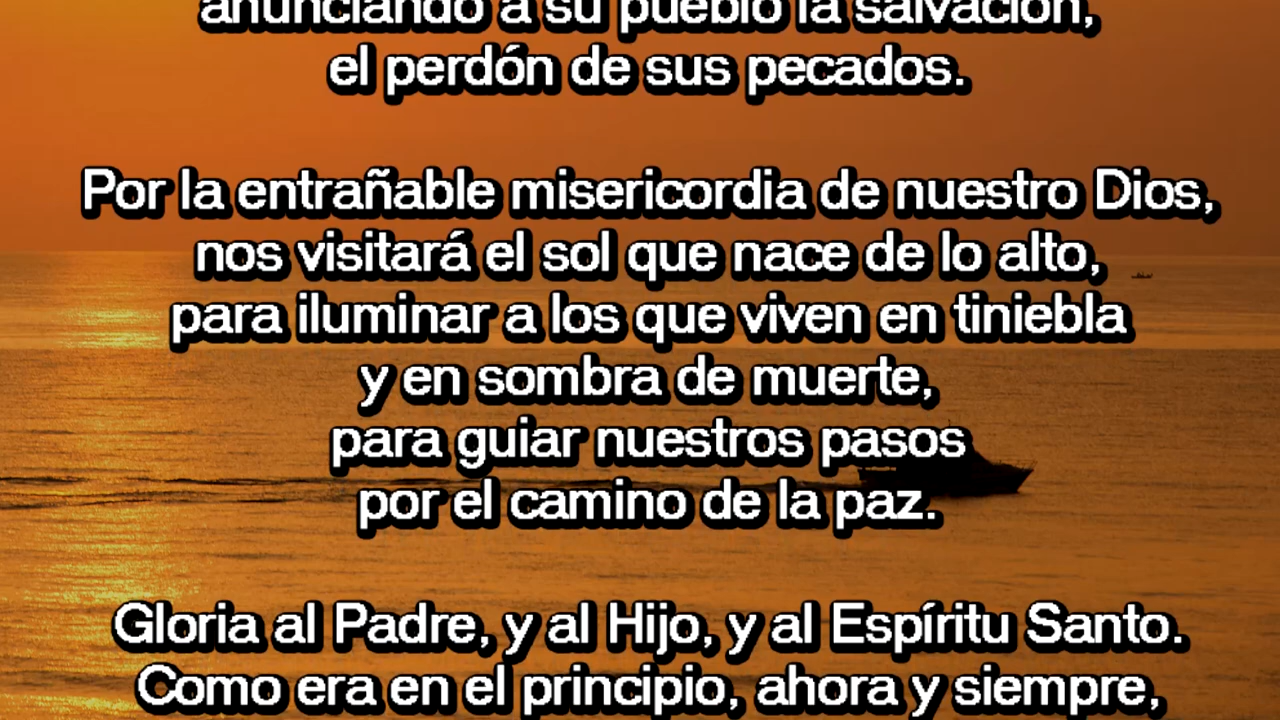 anunciando a su pueblo la salvación,
el perdón de sus pecados.
Por la entrañable misericordia de nuestro Dios,
nos visitará el sol que nace de lo alto,
para iluminar a los que viven en tiniebla
y en sombra de muerte,
para guiar nuestros pasos
por el camino de la paz.
Gloria al Padre, y al Hijo, y al Espíritu Santo.
Como era en el principio, ahora y siempre,